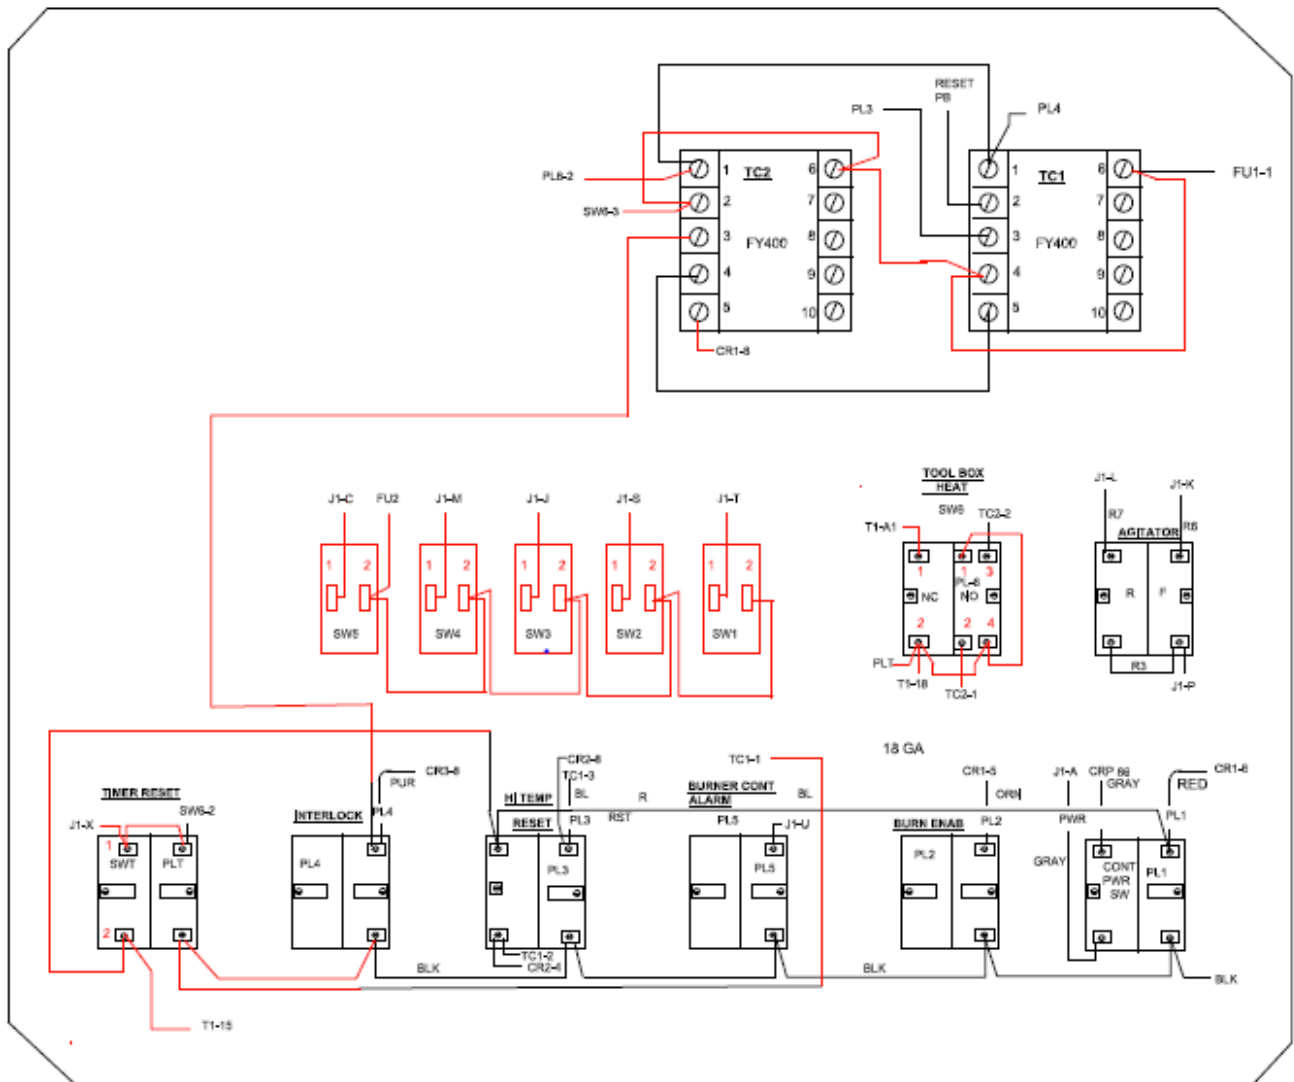 RESET
PB
PL3
PL4
PL6-2
SW6-3
1 TC2 6
2 7
3 FY400 8
4 9
5 10
1 TC1 6
2 7
3 FY400 8
4 9
5 10
FU1-1
CR1-8
J1-C FU2 J1-M J1-J J1-S J1-T
1 2 1 2 1 2 1 2 1 2
SW5 SW4 SW3 SW2 SW1
TOOL BOX
HEAT
SW6
T1-A1 TC2-2
1 1 3
PL-6
NC NO
2 2 4
PLT
T1-18
TC2-1
J1-L J1-K
R7 R6
AGITATOR
R F
R3
J1-P
18 GA
TIMER RESET
J1-X SW6-2
1
SWT PLT
2
T1-15
INTERLOCK
CR3-8
PUR
PL4
PL4
HI TEMP
RESET
CR2-8
TC1-3
BL
PL3
PL3
R
RST
TC1-2
CR2-4
BLK
TC1-1
BURNER CONT
ALARM
BL
PL5
J1-U
PL5
BLK
BURN ENAB
CR1-5
ORN
PL2
PL2
J1-A CRP 66
GRAY
PWR
GRAY
CONT
PWR
SW
CR1-6
RED
PL1
PL1
BLK